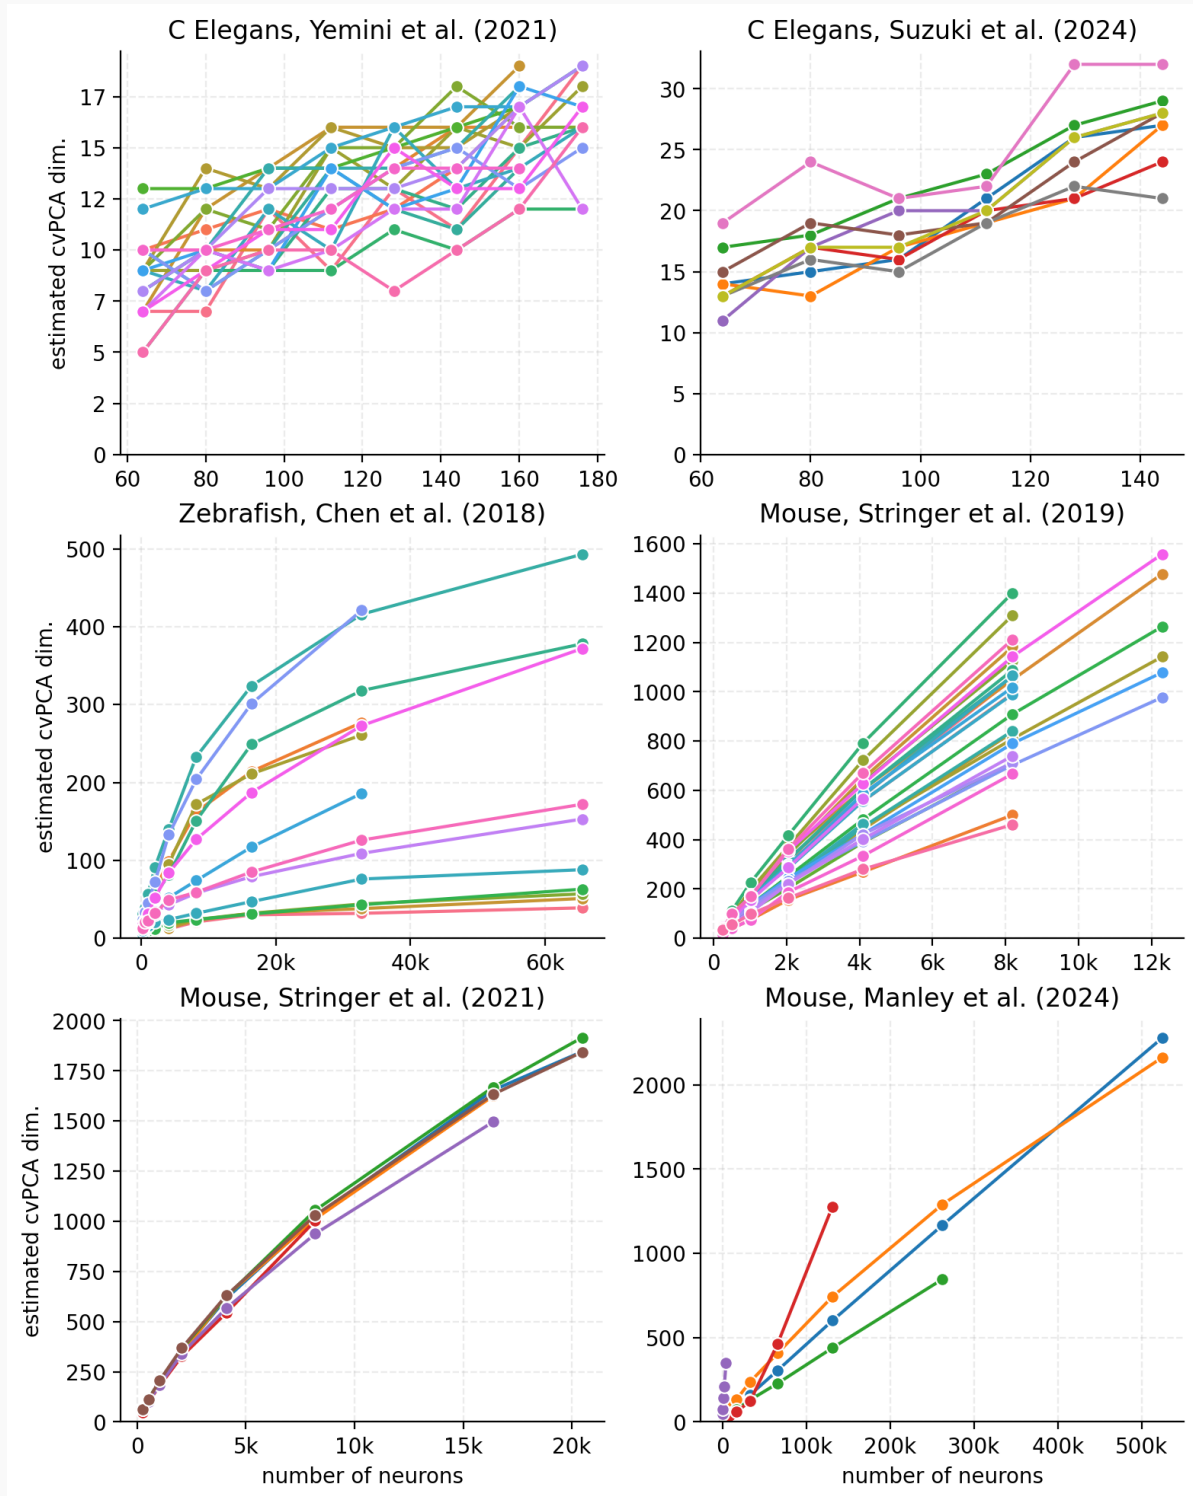 C Elegans, Yemini et al. (2021)
C Elegans, Suzuki et al. (2024)
estimated cvPCA dim.
17
15
12
10
7
5
2
0
60 80 100 120 140 160 180
30
25
20
15
10
5
0
60 80 100 120 140
Zebrafish, Chen et al. (2018)
Mouse, Stringer et al. (2019)
estimated cvPCA dim.
500
400
300
200
100
0
0 20k 40k 60k
1600
1400
1200
1000
800
600
400
200
0
0 2k 4k 6k 8k 10k 12k
Mouse, Stringer et al. (2021)
Mouse, Manley et al. (2024)
estimated cvPCA dim.
2000
1750
1500
1250
1000
750
500
250
0
0 5k 10k 15k 20k
number of neurons
2000
1500
1000
500
0
0 100k 200k 300k 400k 500k
number of neurons